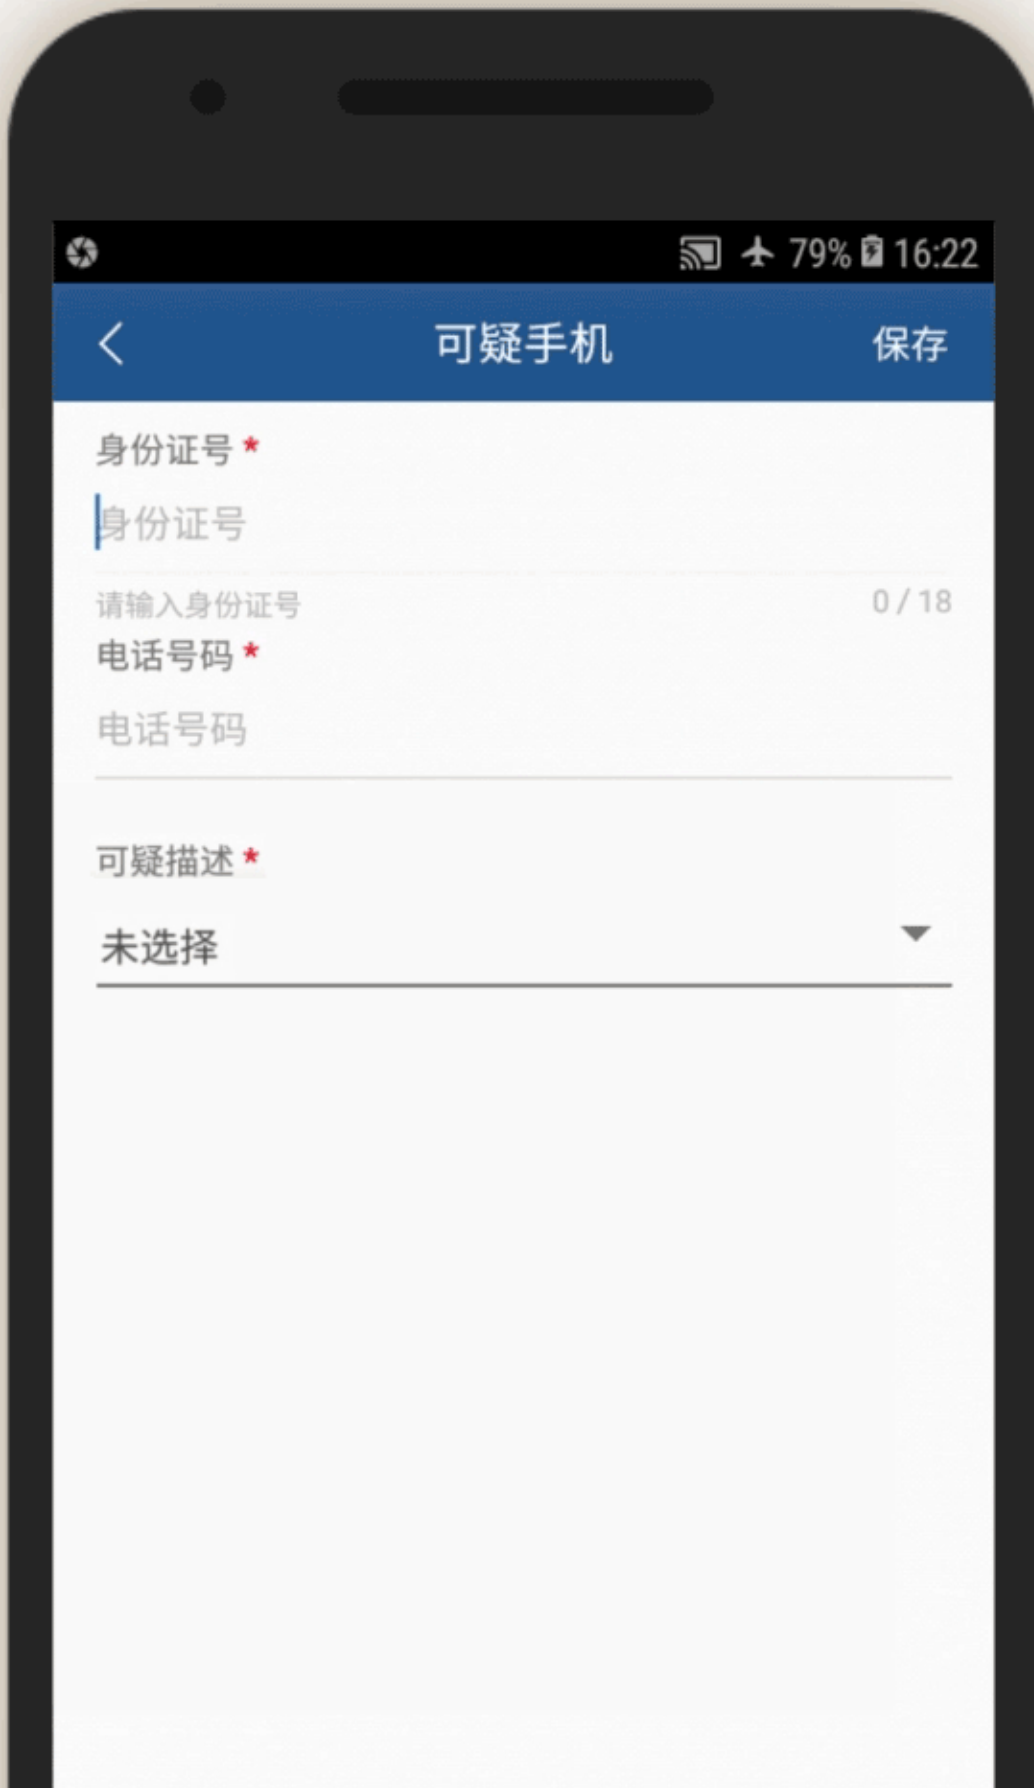 79% 16:22
可疑手机 保存
身份证号 *
身份证号
请输入身份证号 0 / 18
电话号码 *
电话号码
可疑描述 *
未选择